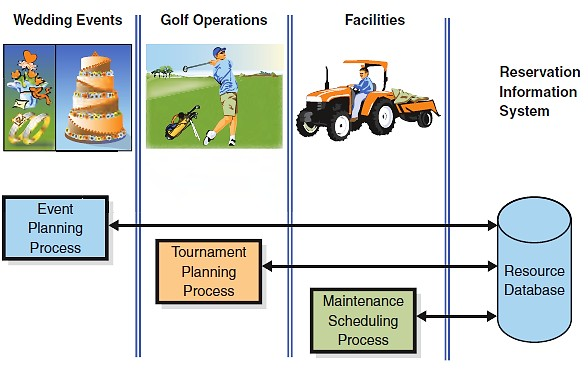 Wedding Events
Golf Operations
Facilities
Reservation
Information
System
Event
Planning
Process
Tournament
Planning
Process
Maintenance
Scheduling
Process
Resource
Database